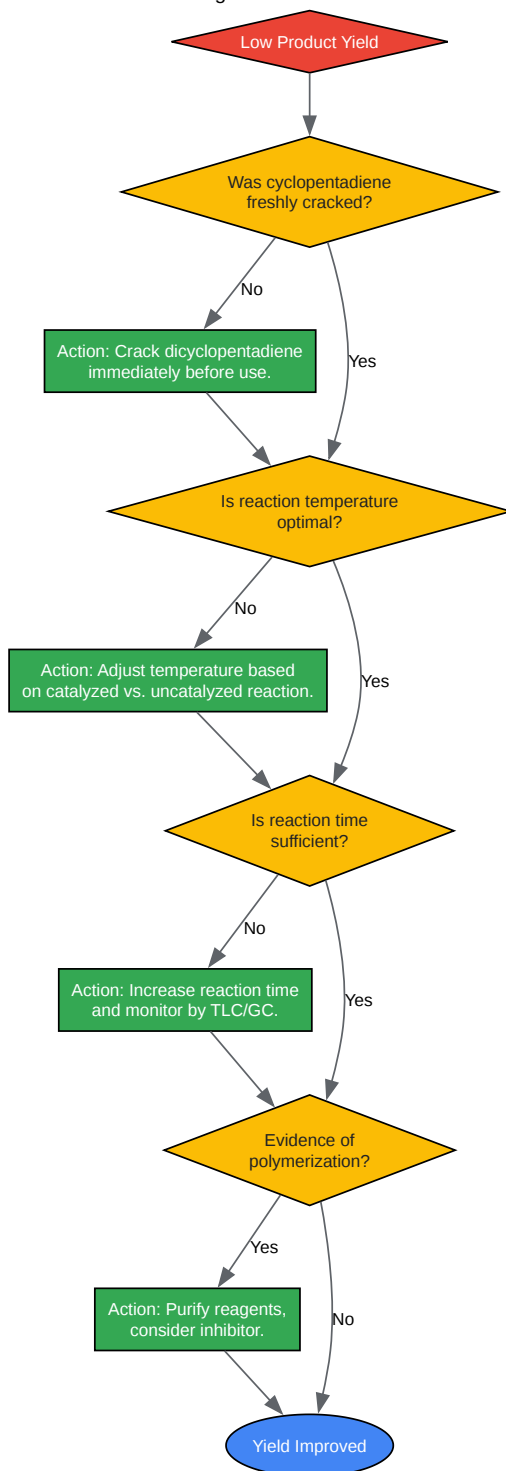 Low Product Yield
Was cyclopentadiene
freshly cracked?
No
Action: Crack dicyclopentadiene
immediately before use.
Yes
Is reaction temperature
optimal?
No
Action: Adjust temperature based
on catalyzed vs. uncatalyzed reaction.
Yes
Is reaction time
sufficient?
No
Action: Increase reaction time
and monitor by TLC/GC.
Yes
Evidence of
polymerization?
Yes
Action: Purify reagents,
consider inhibitor.
No
Yield Improved